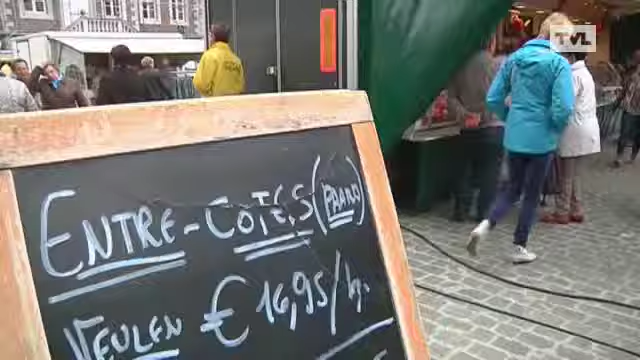 TVL
ENTRE-CÔTES (PAARD)
VEULEN € 16,95/kg.